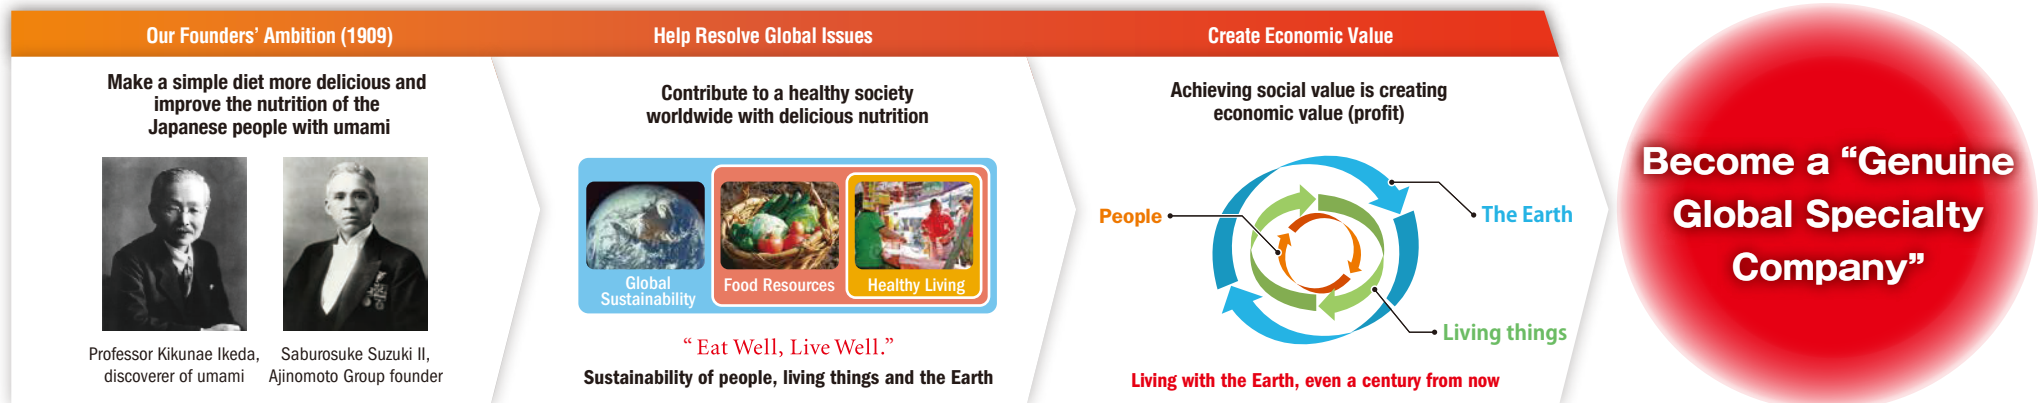 Our Founders’ Ambition (1909)
Make a simple diet more delicious and
improve the nutrition of the
Japanese people with umami
Professor Kikunae Ikeda,
discoverer of umami
Saburosuke Suzuki II,
Ajinomoto Group founder
Help Resolve Global Issues
Contribute to a healthy society
worldwide with delicious nutrition
Global
Sustainability
Food Resources
Healthy Living
“ Eat Well, Live Well.”
Sustainability of people, living things and the Earth
Create Economic Value
Achieving social value is creating
economic value (profit)
People
The Earth
Living things
Living with the Earth, even a century from now
Become a “Genuine
Global Specialty
Company”